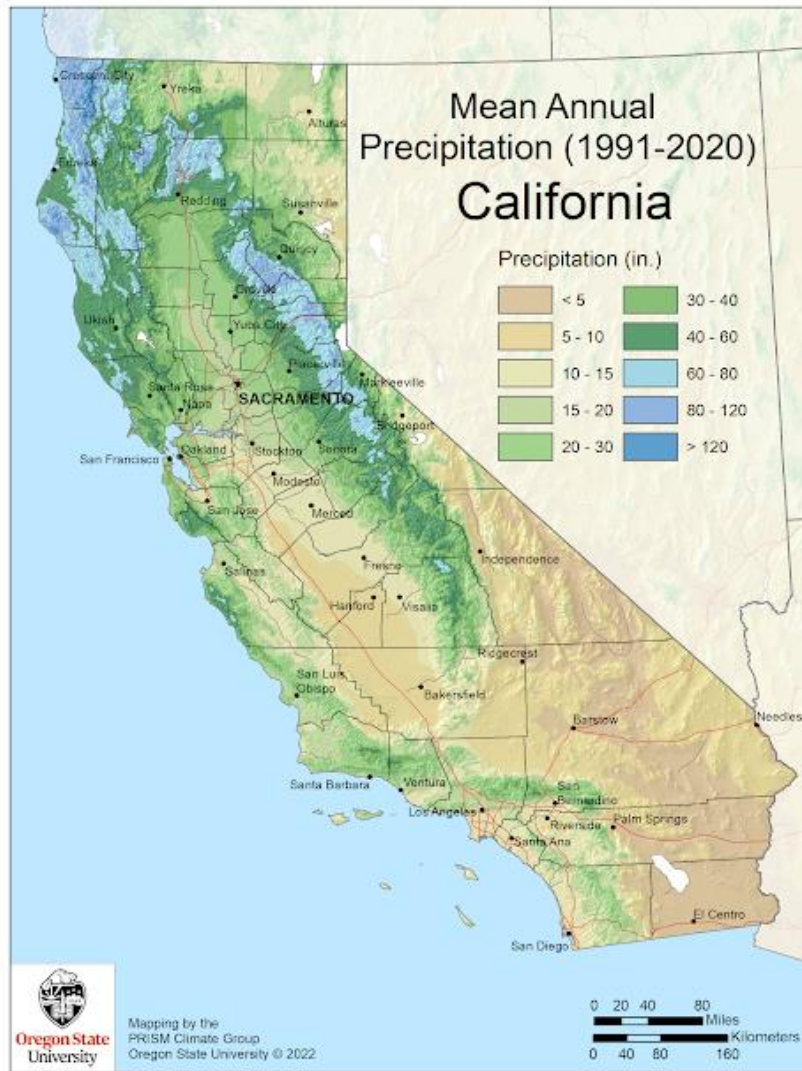 Mean Annual
Precipitation (1991-2020)
California
Precipitation (in.)
< 5
5 - 10
10 - 15
15 - 20
20 - 30
30 - 40
40 - 60
60 - 80
80 - 120
> 120
Crescent City
Yreka
Alturas
Eureka
Redding
Susanville
Quincy
Oroville
Ukiah
Yuba City
Placerville
Markleeville
Santa Rosa
Napa
SACRAMENTO
Bridgeport
San Francisco
Oakland
Stockton
Sonora
Modesto
San Jose
Merced
Salinas
Fresno
Independence
Hanford
Visalia
Ridgecrest
San Luis
Obispo
Bakersfield
Barstow
Needles
Santa Barbara
Ventura
San
Bernardino
Los Angeles
Riverside
Palm Springs
Santa Ana
El Centro
San Diego
Oregon State
University
Mapping by the
PRISM Climate Group
Oregon State University © 2022
0 20 40 80
Miles
Kilometers
0 40 80 160